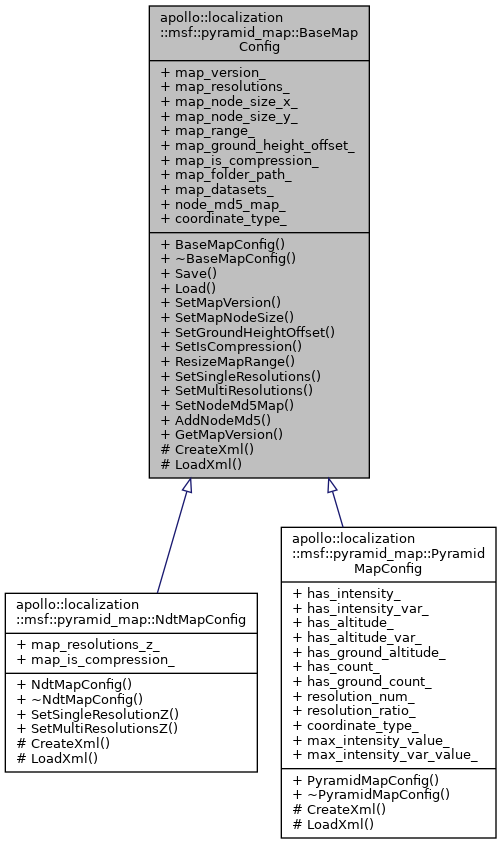 apollo::localization
::msf::pyramid_map::BaseMap
Config
+ map_version_
+ map_resolutions_
+ map_node_size_x_
+ map_node_size_y_
+ map_range_
+ map_ground_height_offset_
+ map_is_compression_
+ map_folder_path_
+ map_datasets_
+ node_md5_map_
+ coordinate_type_
+ BaseMapConfig()
+ ~BaseMapConfig()
+ Save()
+ Load()
+ SetMapVersion()
+ SetMapNodeSize()
+ SetGroundHeightOffset()
+ SetIsCompression()
+ ResizeMapRange()
+ SetSingleResolutions()
+ SetMultiResolutions()
+ SetNodeMd5Map()
+ AddNodeMd5()
+ GetMapVersion()
# CreateXml()
# LoadXml()
apollo::localization
::msf::pyramid_map::NdtMapConfig
+ map_resolutions_z_
+ map_is_compression_
+ NdtMapConfig()
+ ~NdtMapConfig()
+ SetSingleResolutionZ()
+ SetMultiResolutionsZ()
# CreateXml()
# LoadXml()
apollo::localization
::msf::pyramid_map::Pyramid
MapConfig
+ has_intensity_
+ has_intensity_var_
+ has_altitude_
+ has_altitude_var_
+ has_ground_altitude_
+ has_count_
+ has_ground_count_
+ resolution_num_
+ resolution_ratio_
+ coordinate_type_
+ max_intensity_value_
+ max_intensity_var_value_
+ PyramidMapConfig()
+ ~PyramidMapConfig()
# CreateXml()
# LoadXml()